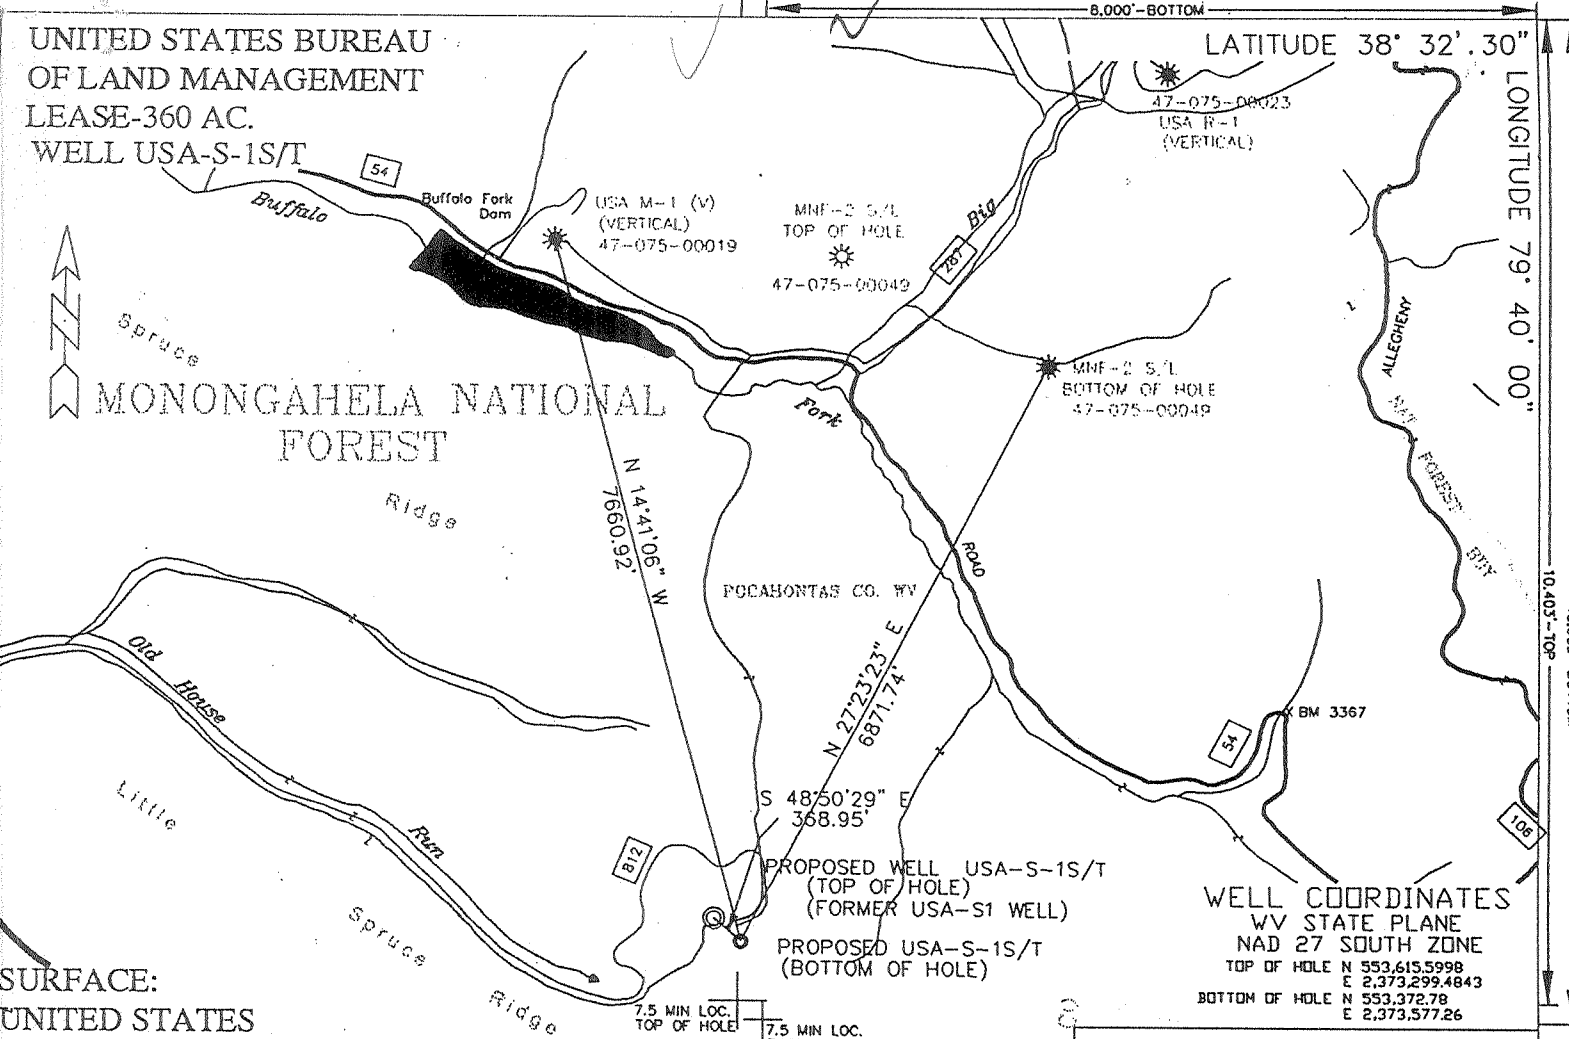 8,000'-BOTTOM
UNITED STATES BUREAU
OF LAND MANAGEMENT
LEASE-360 AC.
WELL USA-S-1S/T
LATITUDE 38° 32'.30"
LONGITUDE 79° 40' 00"
47-075-00023
USA R-1
(VERTICAL)
54
Buffalo
Buffalo Fork
Dam
USA M-1 (V)
(VERTICAL)
47-075-00019
MNF-2 S/L
TOP OF HOLE
47-075-00049
Big
287
N
Spruce
MONONGAHELA NATIONAL
FOREST
Ridge
Fork
MNF-2 S/L
BOTTOM OF HOLE
47-075-00049
ALLEGHENY
NAT FOREST BDY
N 14°41'06" W
7660.92'
POCAHONTAS CO. WV
ROAD
N 27°23'23" E
6871.74'
10,403'-TOP
Old
House
Run
Little
Spruce
Ridge
BM 3367
54
106
S 48°50'29" E
368.95'
812
PROPOSED WELL USA-S-1S/T
(TOP OF HOLE)
(FORMER USA-S1 WELL)
PROPOSED USA-S-1S/T
(BOTTOM OF HOLE)
WELL COORDINATES
WV STATE PLANE
NAD 27 SOUTH ZONE
TOP OF HOLE N 553,615.5998
E 2,373,299.4843
BOTTOM OF HOLE N 553,372.78
E 2,373,577.26
SURFACE:
UNITED STATES
7.5 MIN LOC.
TOP OF HOLE
7.5 MIN LOC.